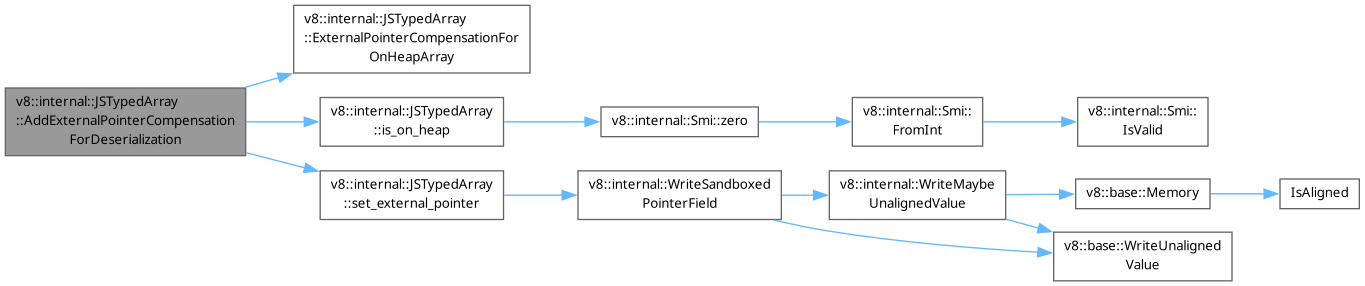 v8::internal::JSTypedArray
::ExternalPointerCompensationFor
OnHeapArray
v8::internal::JSTypedArray
::AddExternalPointerCompensation
ForDeserialization
v8::internal::JSTypedArray
::is_on_heap
v8::internal::Smi::zero
v8::internal::Smi::
FromInt
v8::internal::Smi::
IsValid
v8::internal::JSTypedArray
::set_external_pointer
v8::internal::WriteSandboxed
PointerField
v8::internal::WriteMaybe
UnalignedValue
v8::base::Memory
IsAligned
v8::base::WriteUnaligned
Value